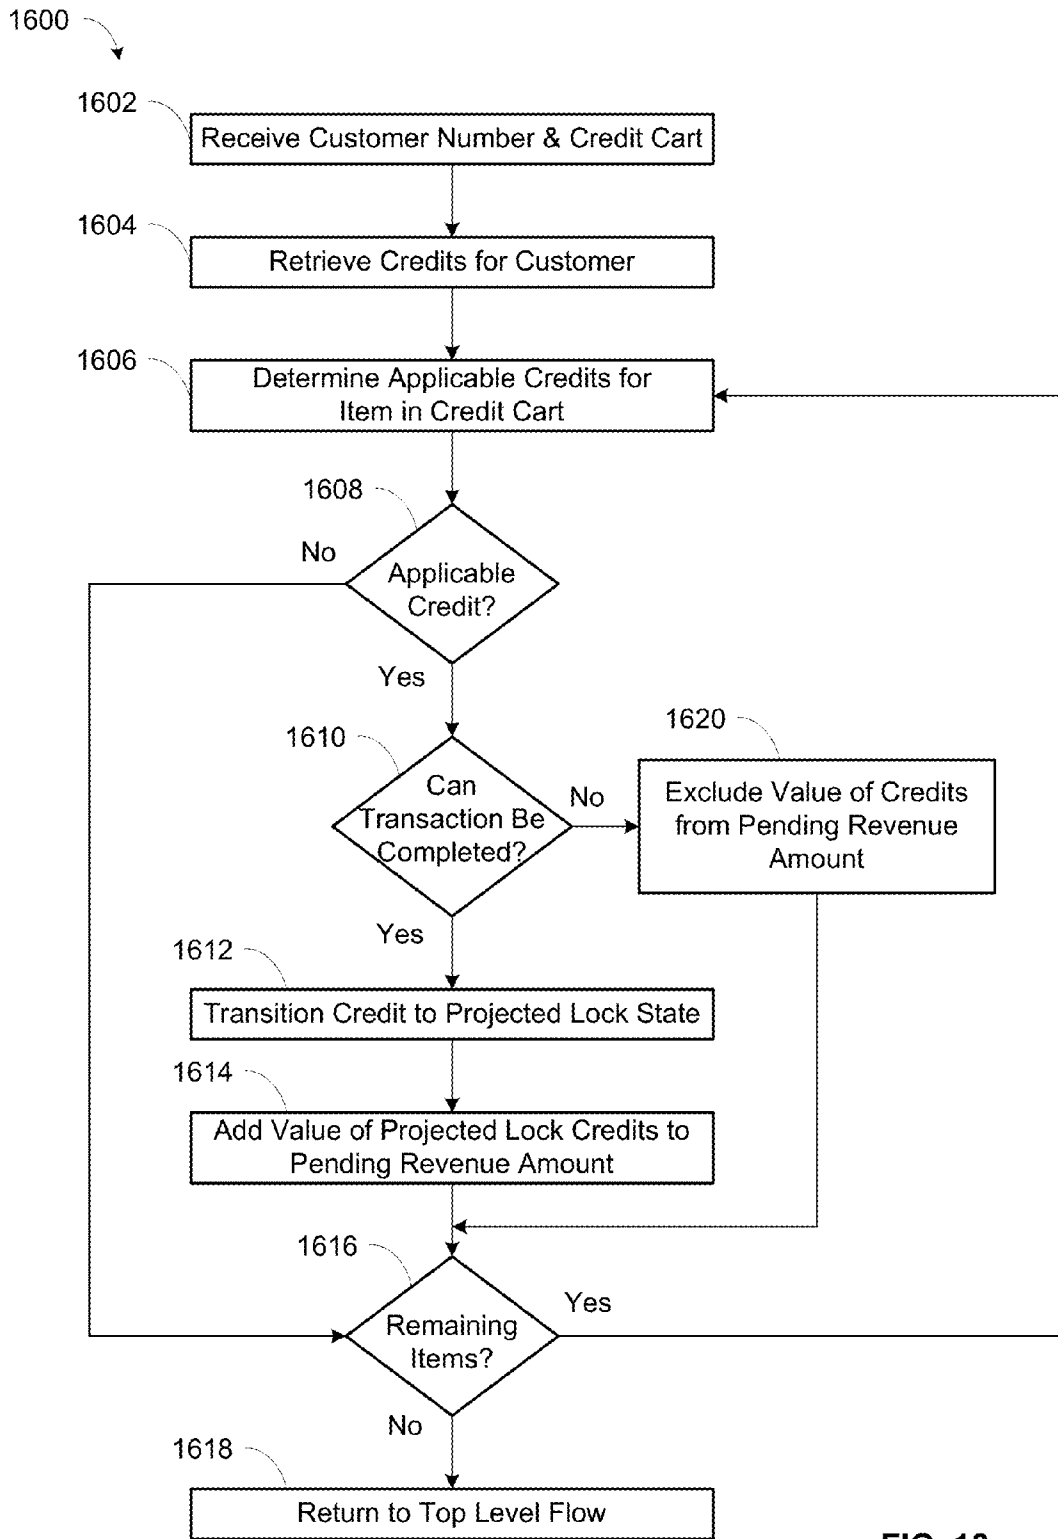 1600
1602
Receive Customer Number & Credit Cart
1604
Retrieve Credits for Customer
1606
Determine Applicable Credits for
Item in Credit Cart
1608
No
Applicable
Credit?
Yes
1610
Can
Transaction Be
Completed?
No
1620
Exclude Value of Credits
from Pending Revenue
Amount
Yes
1612
Transition Credit to Projected Lock State
1614
Add Value of Projected Lock Credits to
Pending Revenue Amount
1616
Remaining
Items?
Yes
No
1618
Return to Top Level Flow